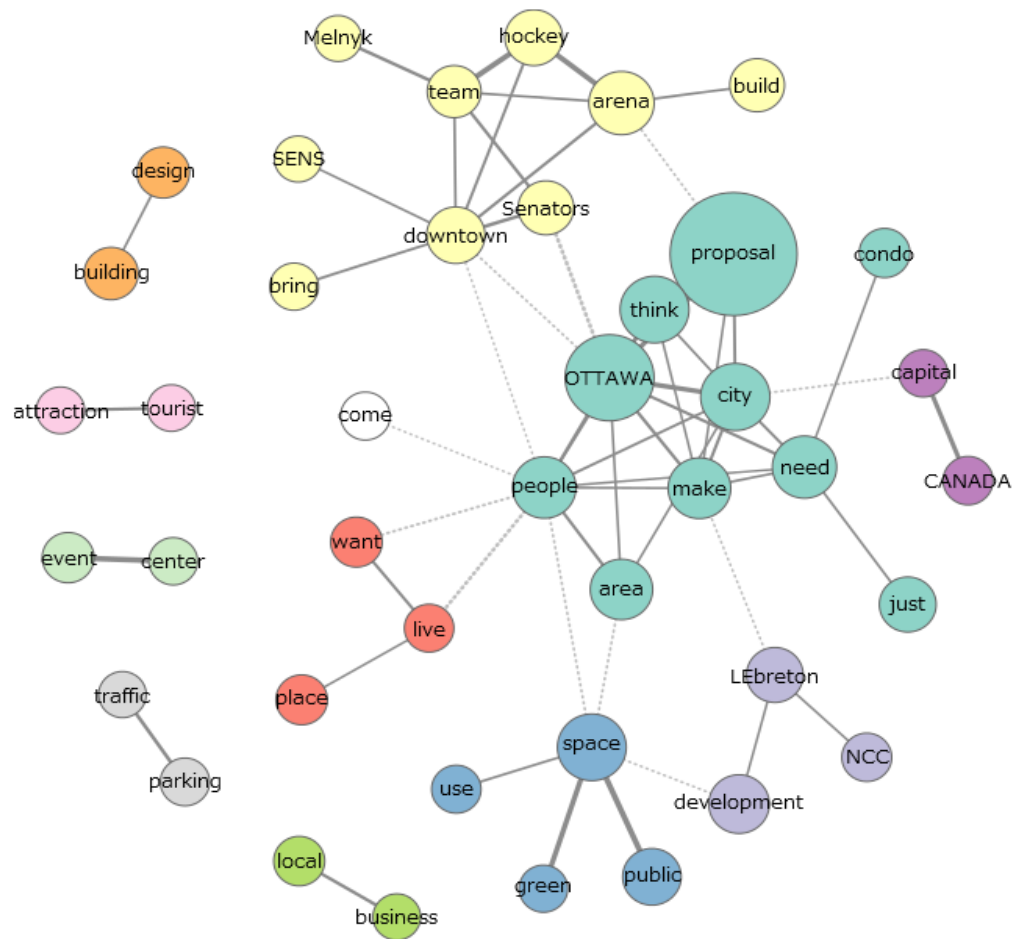 Melnyk
hockey
team
arena
build
SENS
design
Senators
downtown
building
bring
proposal
condo
think
OTTAWA
capital
city
attraction
tourist
come
need
CANADA
people
make
want
event
center
area
just
live
LEbreton
traffic
place
space
NCC
parking
use
development
local
green
public
business